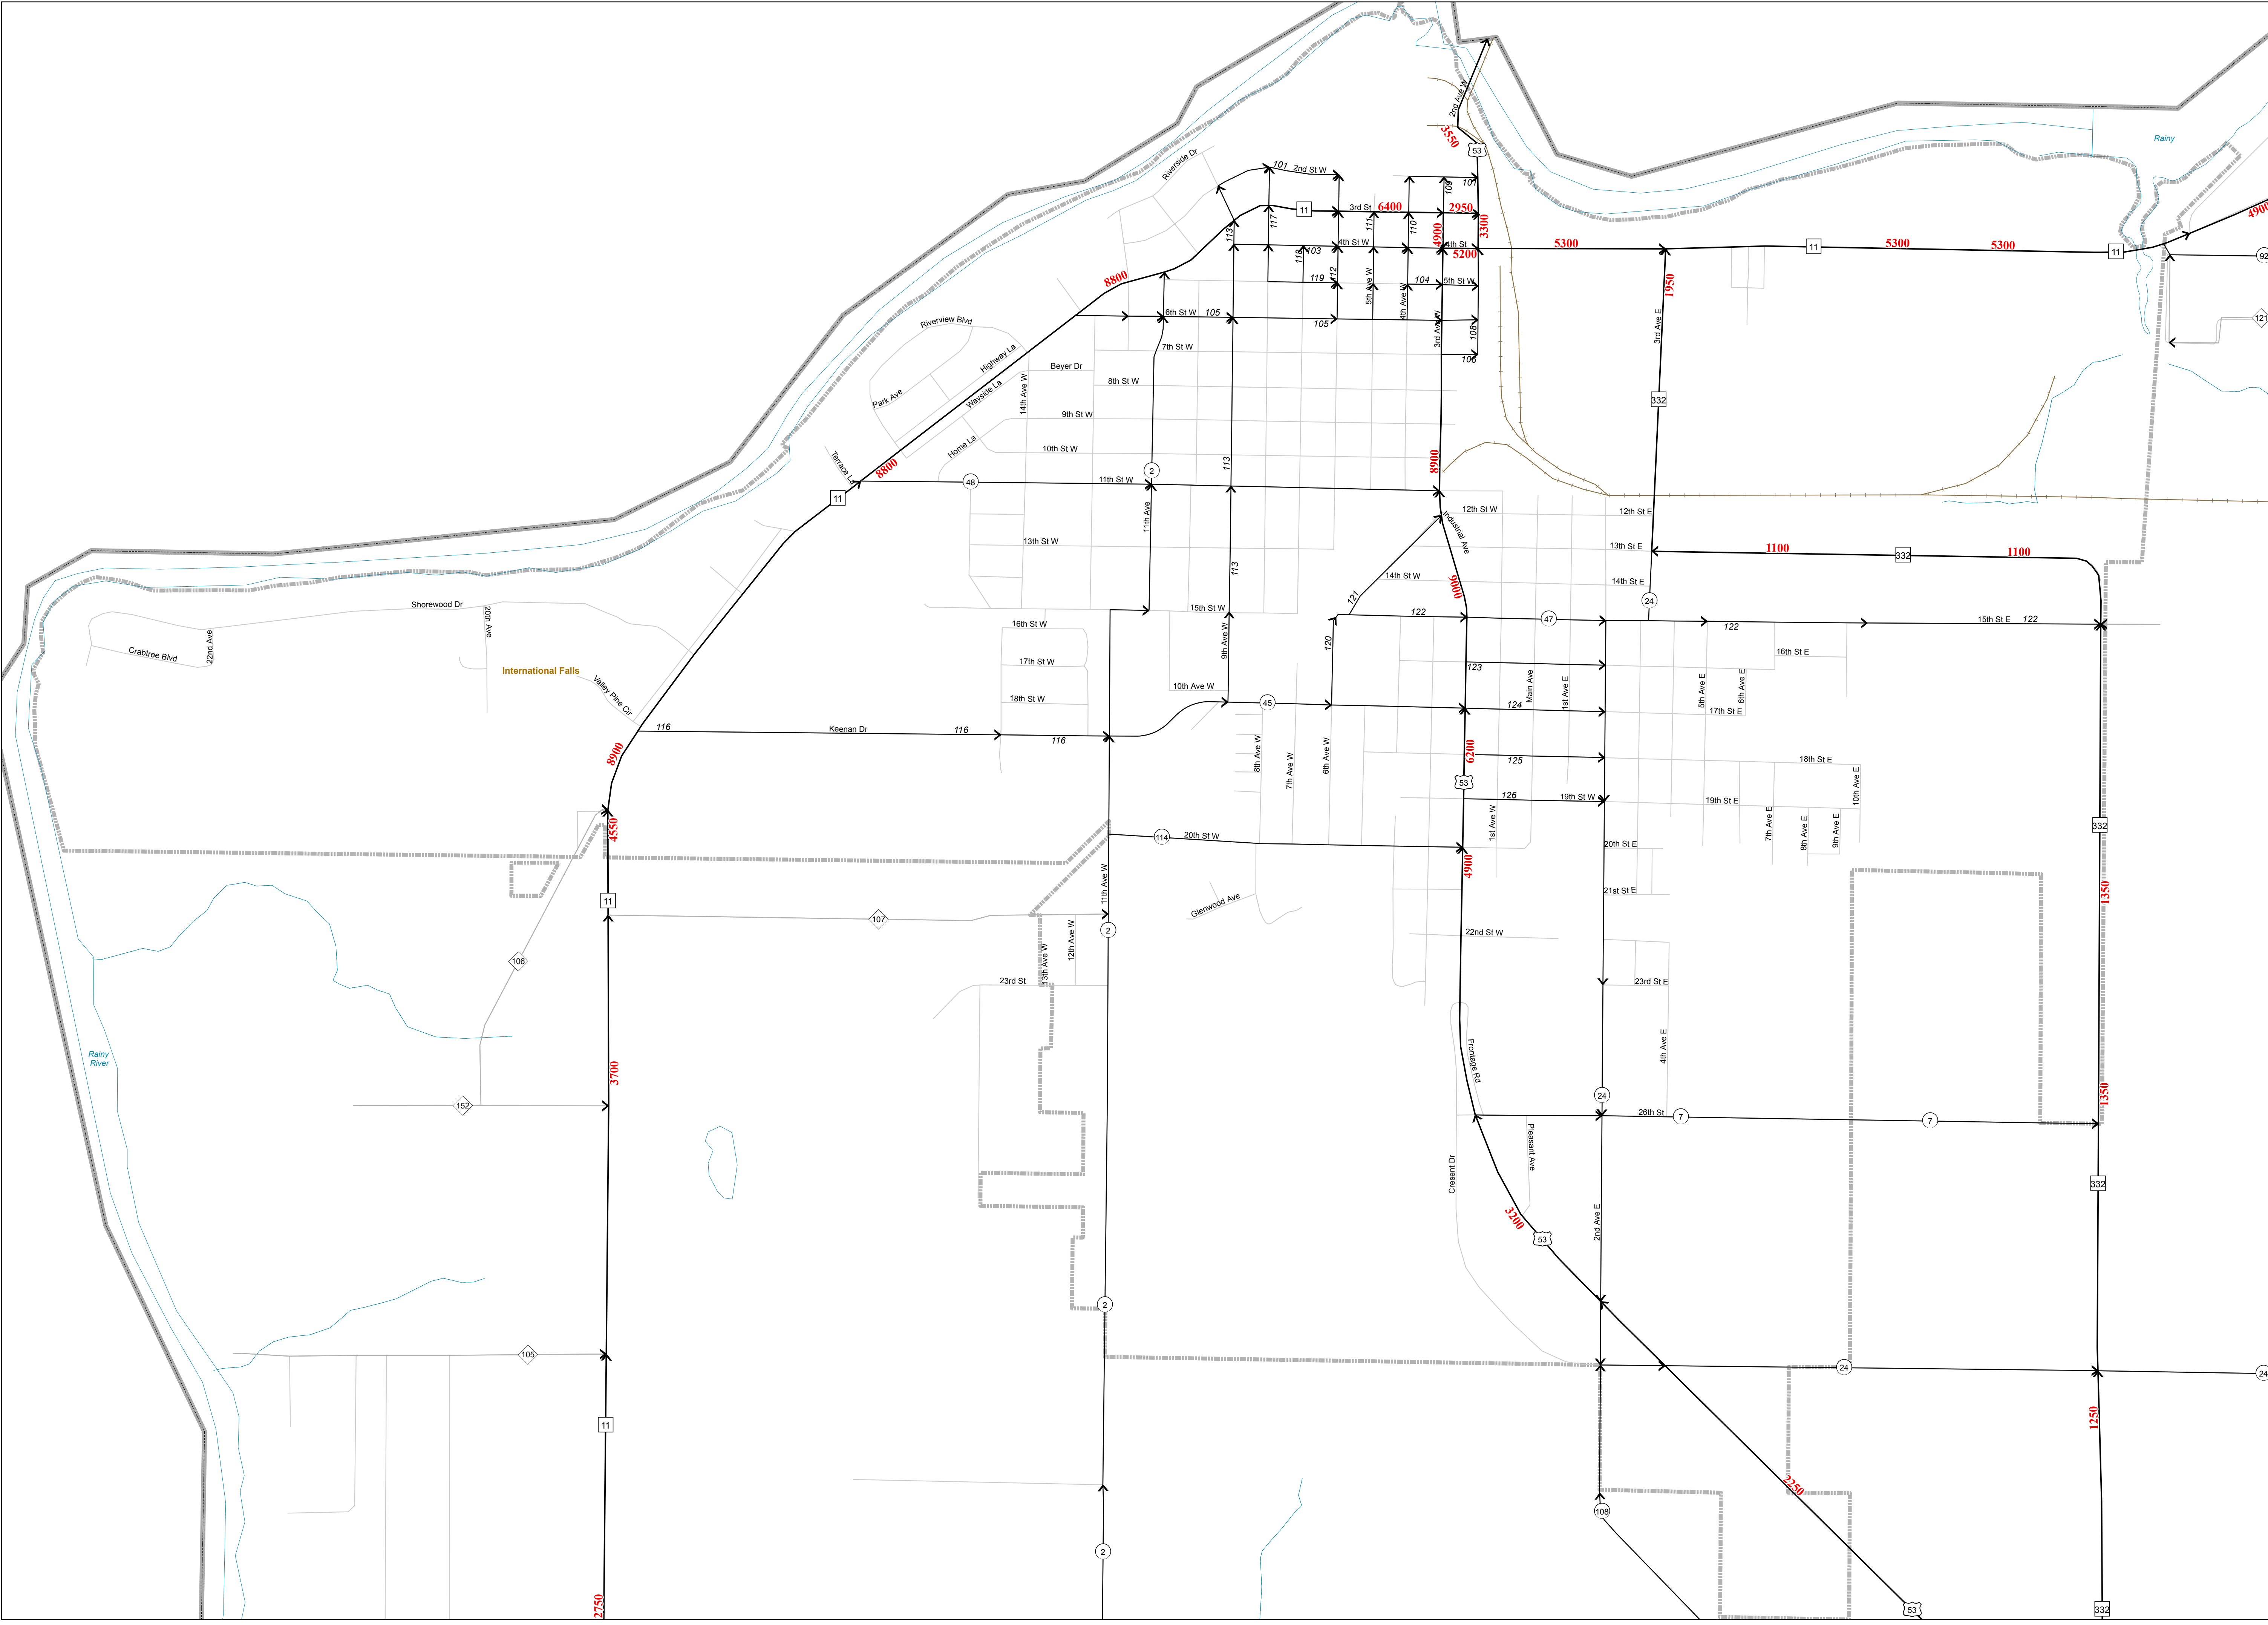 2nd Ave W
3550
53
Rainy
Riverside Dr
101
2nd St W
109
101
11
3rd St
6400
2950
3300
4900
117
113
111
110
4900
4th St W
4th St
5300
5200
11
5300
5300
11
92
118
103
112
119
5th Ave W
4th Ave W
104
5th St W
8800
1950
6th St W
105
105
108
3rd Ave W
3rd Ave E
121
Riverview Blvd
7th St W
106
Highway La
Beyer Dr
8th St W
Park Ave
Wayside La
14th Ave W
332
9th St W
Home La
10th St W
Terrace La
8800
113
8900
2
48
11th St W
11
11th Ave
12th St W
12th St E
Industrial Ave
13th St W
13th St E
1100
332
1100
113
14th St W
9000
14th St E
121
24
Shorewood Dr
20th Ave
15th St W
122
47
122
15th St E
122
16th St W
22nd Ave
Crabtree Blvd
9th Ave W
120
16th St E
International Falls
17th St W
123
Valley Pine Cir
10th Ave W
Main Ave
1st Ave E
5th Ave E
6th Ave E
18th St W
45
124
17th St E
116
Keenan Dr
116
116
8900
8th Ave W
7th Ave W
6th Ave W
6200
125
18th St E
53
126
19th St W
19th St E
10th Ave E
4550
114
20th St W
1st Ave W
20th St E
7th Ave E
8th Ave E
9th Ave E
332
4900
11th Ave W
21st St E
1350
11
Glenwood Ave
107
2
12th Ave W
13th Ave W
22nd St W
106
23rd St
23rd St E
Rainy
River
Frontage Rd
4th Ave E
3700
152
24
1350
26th St
7
7
Pleasant Ave
Cresent Dr
332
3200
2nd Ave E
53
2
105
24
24
11
1250
2250
108
2
2750
53
332